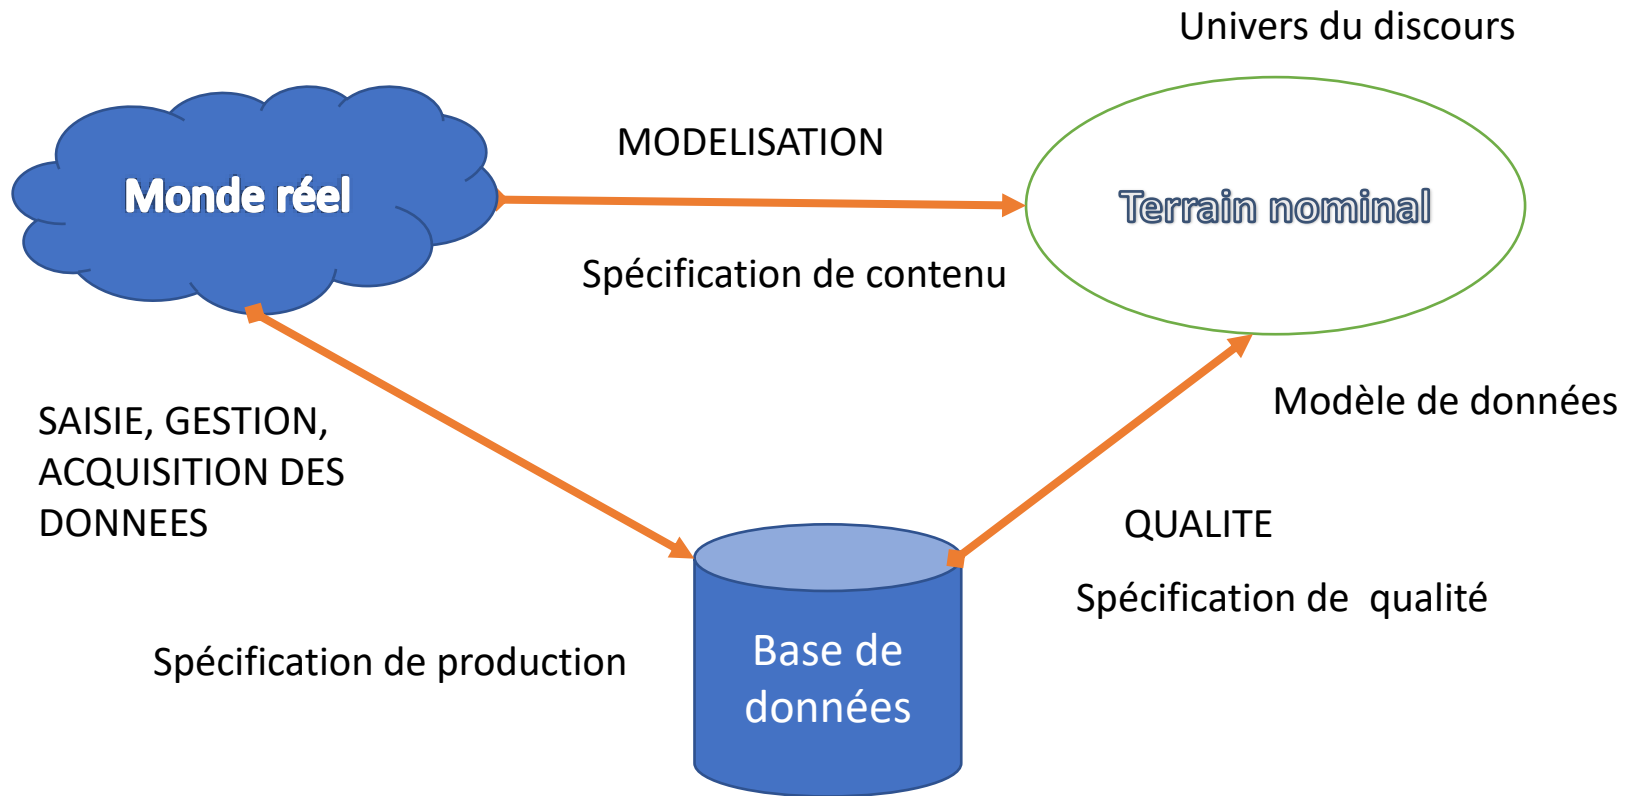 Univers du discours
MODELISATION
Monde réel
Terrain nominal
Spécification de contenu
SAISIE, GESTION,
ACQUISITION DES
DONNEES
Modèle de données
QUALITE
Spécification de  qualité
Spécification de production
Base de
données